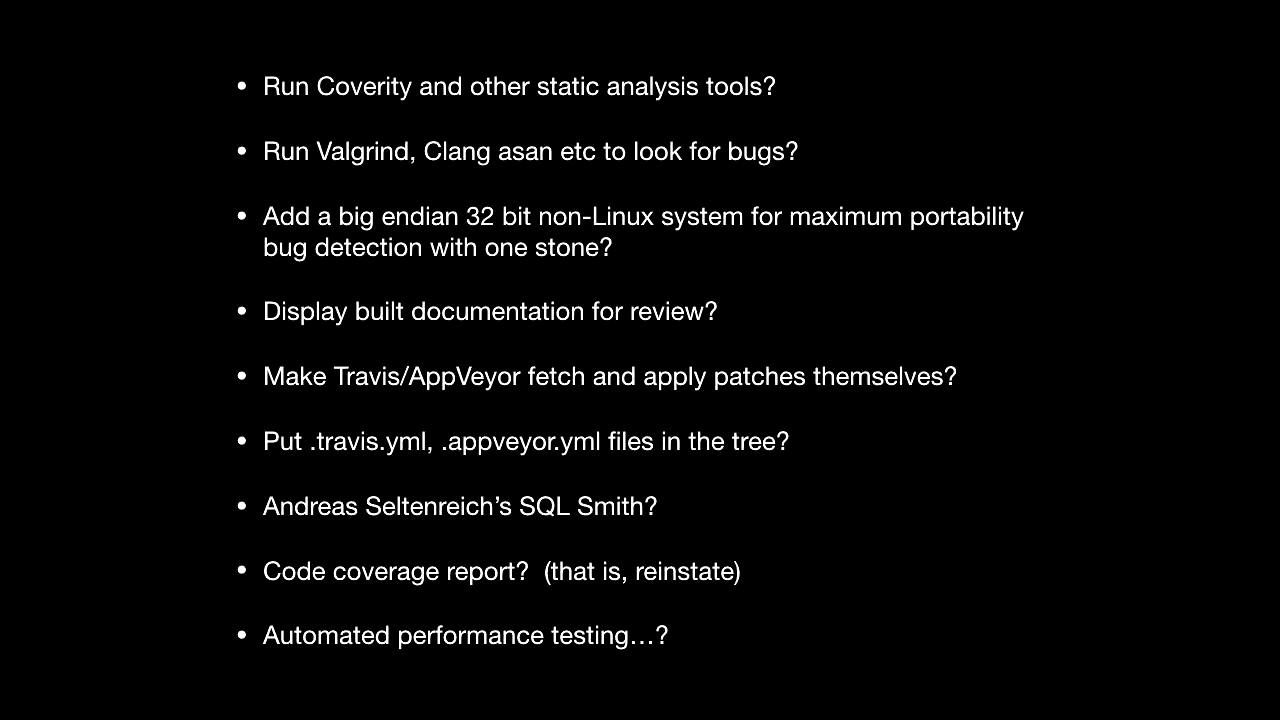 • Run Coverity and other static analysis tools?
• Run Valgrind, Clang asan etc to look for bugs?
• Add a big endian 32 bit non-Linux system for maximum portability
bug detection with one stone?
• Display built documentation for review?
• Make Travis/AppVeyor fetch and apply patches themselves?
• Put .travis.yml, .appveyor.yml files in the tree?
• Andreas Seltenreich’s SQL Smith?
• Code coverage report?  (that is, reinstate)
• Automated performance testing…?